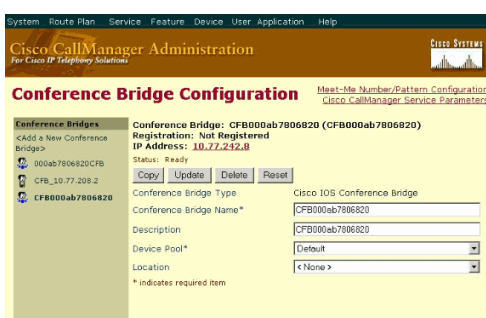 System Route Plan Service Feature Device User Application Help
Cisco CallManager Administration
For Cisco IP Telephony Solutions
CISCO SYSTEMS
Conference Bridge Configuration
Meet-Me Number/Pattern Configuration
Cisco CallManager Service Parameters
Conference Bridges
<Add a New Conference
Bridge>
000ab7806820CFB
CFB_10.77.208.2
CFB000ab7806820
Conference Bridge: CFB000ab7806820 (CFB000ab7806820)
Registration: Not Registered
IP Address: 10.77.242.8
Status: Ready
Copy Update Delete Reset
Conference Bridge Type Cisco IOS Conference Bridge
Conference Bridge Name* CFB000ab7806820
Description CFB000ab7806820
Device Pool* Default
Location < None >
* indicates required item